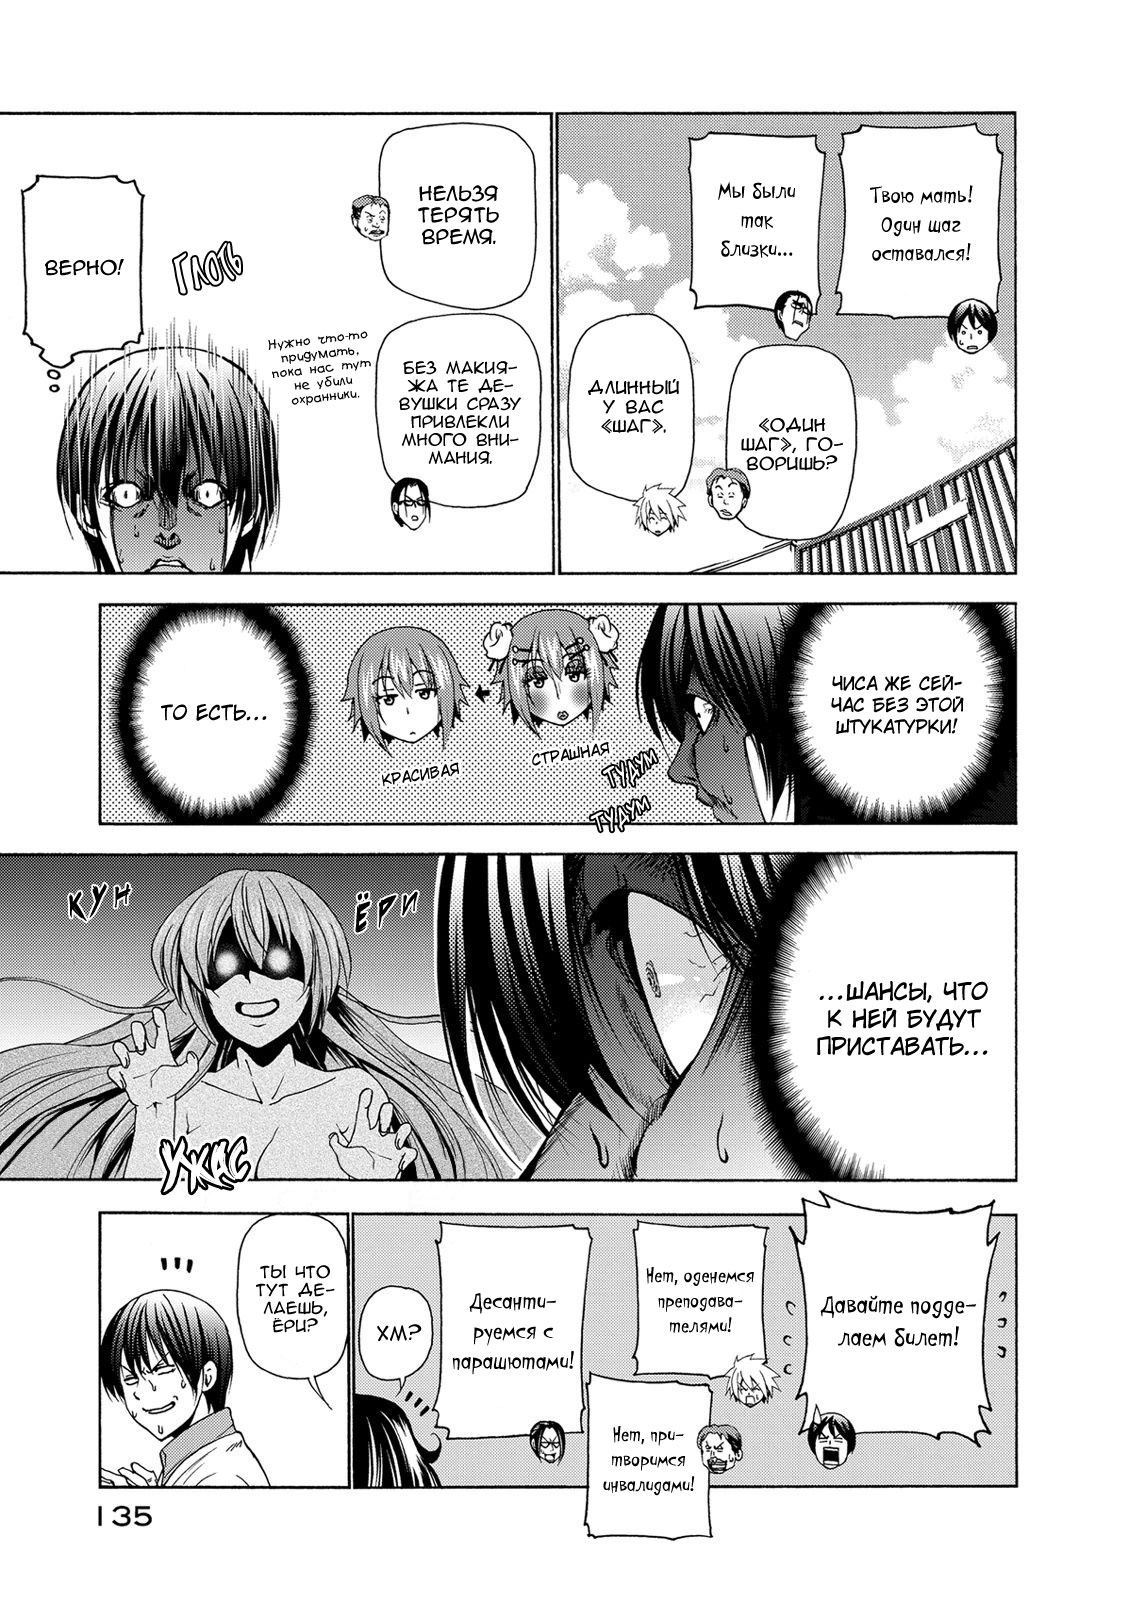 Твою мать!
Один шаг
оставался!
Мы были
так
близки...
«ОДИН
ШАГ», ГО-
ВОРИШЬ?
ДЛИННЫЙ
У ВАС
«ШАГ».
НЕЛЬЗЯ
ТЕРЯТЬ
ВРЕМЯ.
БЕЗ МАКИЯ-
ЖА ТЕ ДЕ-
ВУШКИ СРАЗУ
ПРИВЛЕКЛИ
МНОГО ВНИ-
МАНИЯ.
Нужно что-то
придумать,
пока нас тут
не убили
охранники.
ГЛОТЬ
ВЕРНО!
ЧИСА ЖЕ СЕЙ-
ЧАС БЕЗ ЭТОЙ
ШТУКАТУРКИ!
ТУДУМ
ТУДУМ
СТРАШНАЯ
КРАСИВАЯ
ТО ЕСТЬ...
...ШАНСЫ, ЧТО
К НЕЙ БУДУТ
ПРИСТАВАТЬ...
ЁРИ
КУН
УЖАС
Давайте подде-
лаем билет!
Нет, оденемся
преподава-
телями!
Нет, при-
творимся
инвалидами!
Десанти-
руемся с
парашютами!
ХМ?
ТЫ ЧТО
ТУТ ДЕ-
ЛАЕШЬ,
ЁРИ?
135